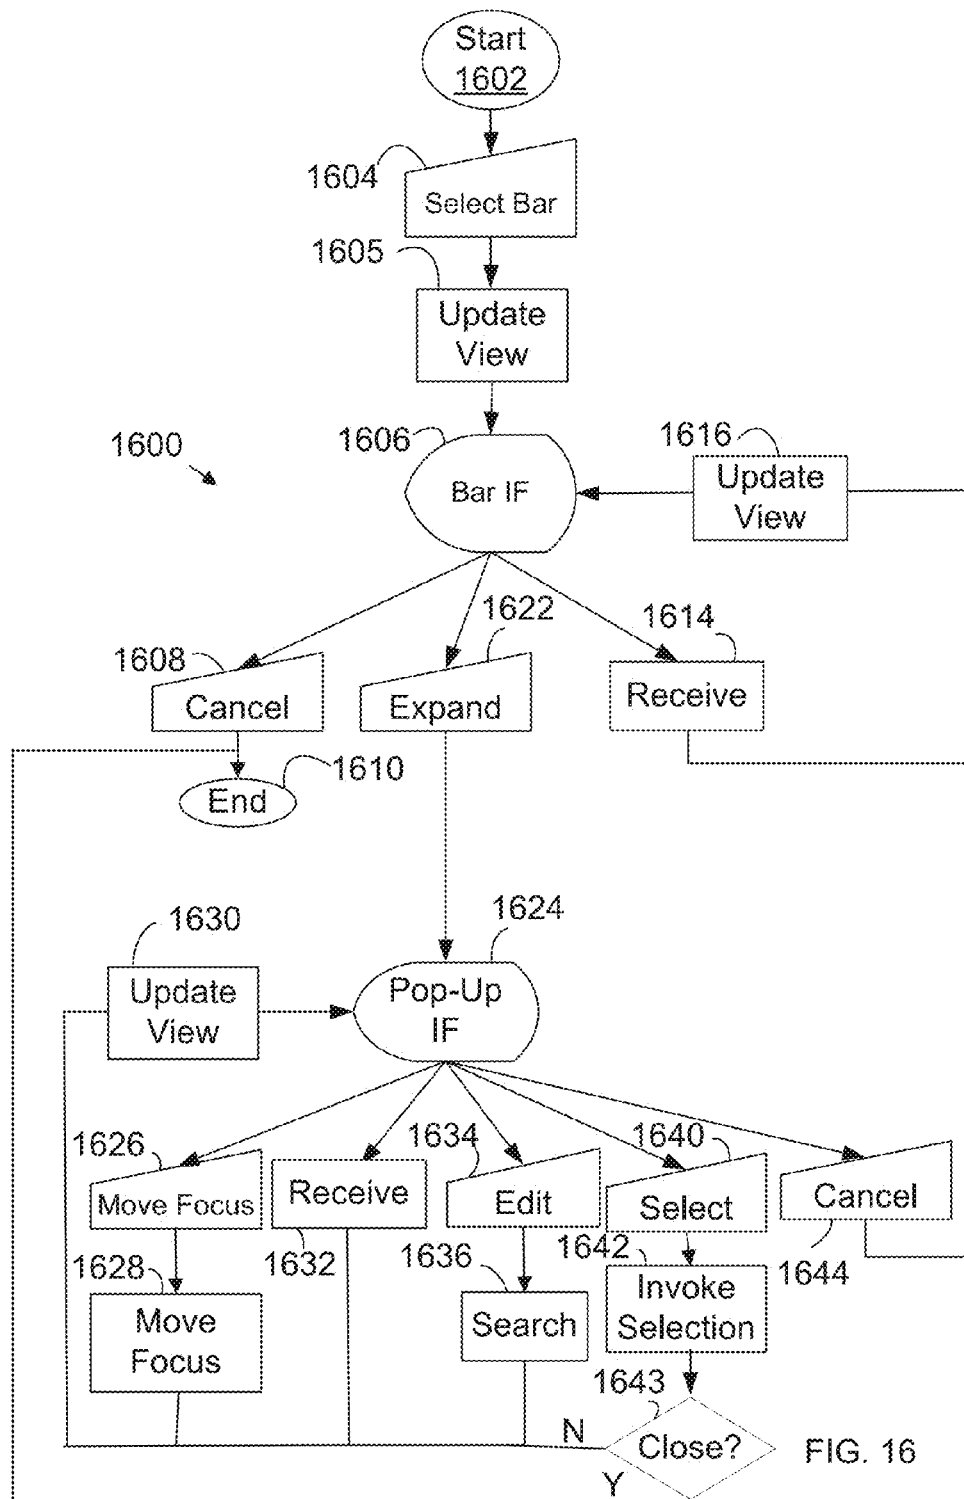 Start
1602
1604
Select Bar
1605
Update
View
1600
1606
Bar IF
1616
Update
View
1608
Cancel
1622
Expand
1614
Receive
1610
End
1630
Update
View
1624
Pop-Up
IF
1626
Move Focus
Receive
1632
1634
Edit
1640
Select
Cancel
1644
1628
Move
Focus
1636
Search
1642
Invoke
Selection
1643
Close?
N
Y
FIG. 16